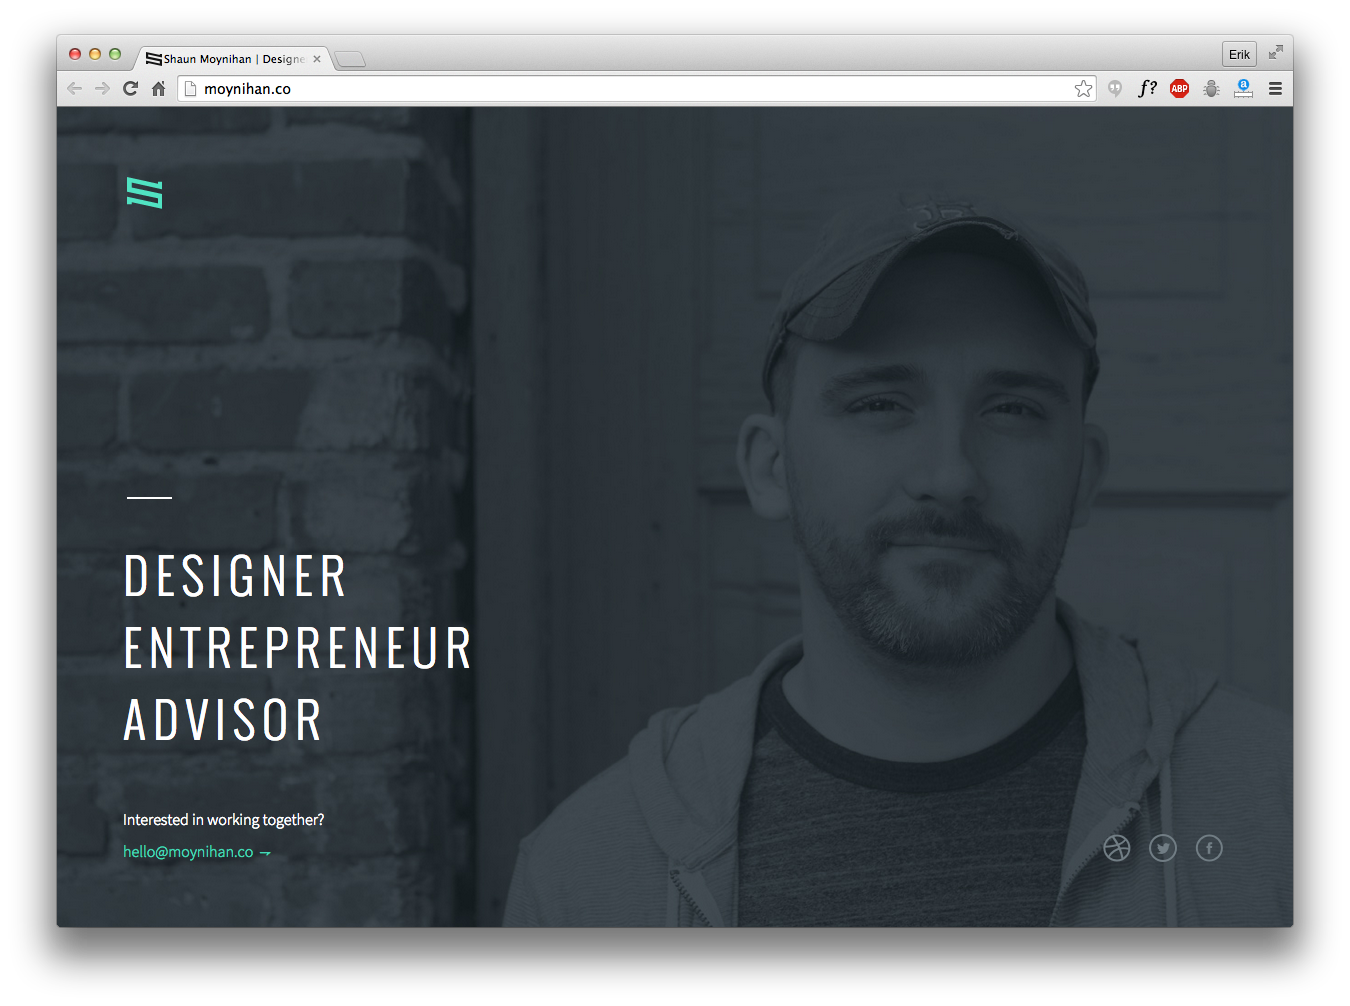 Shaun Moynihan | Designe
Erik
moynihan.co
f?
ABP
a
DESIGNER
ENTREPRENEUR
ADVISOR
Interested in working together?
hello@moynihan.co →